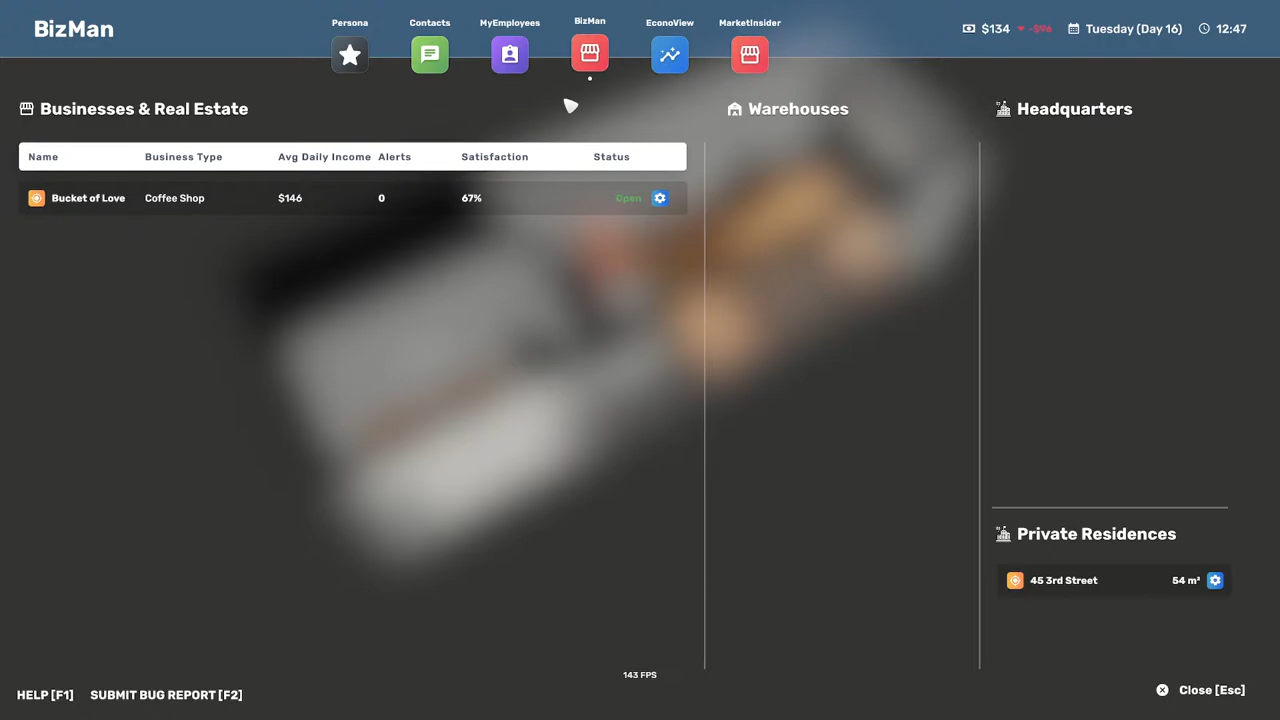 BizMan
Persona
Contacts
MyEmployees
BizMan
EconoView
MarketInsider
$134 -$96
Tuesday (Day 16)
12:47
Businesses & Real Estate
Name Business Type Avg Daily Income Alerts Satisfaction Status
Bucket of Love Coffee Shop $146 0 67% Open
Warehouses
Headquarters
Private Residences
45 3rd Street 54 m²
143 FPS
HELP [F1] SUBMIT BUG REPORT [F2]
Close [Esc]